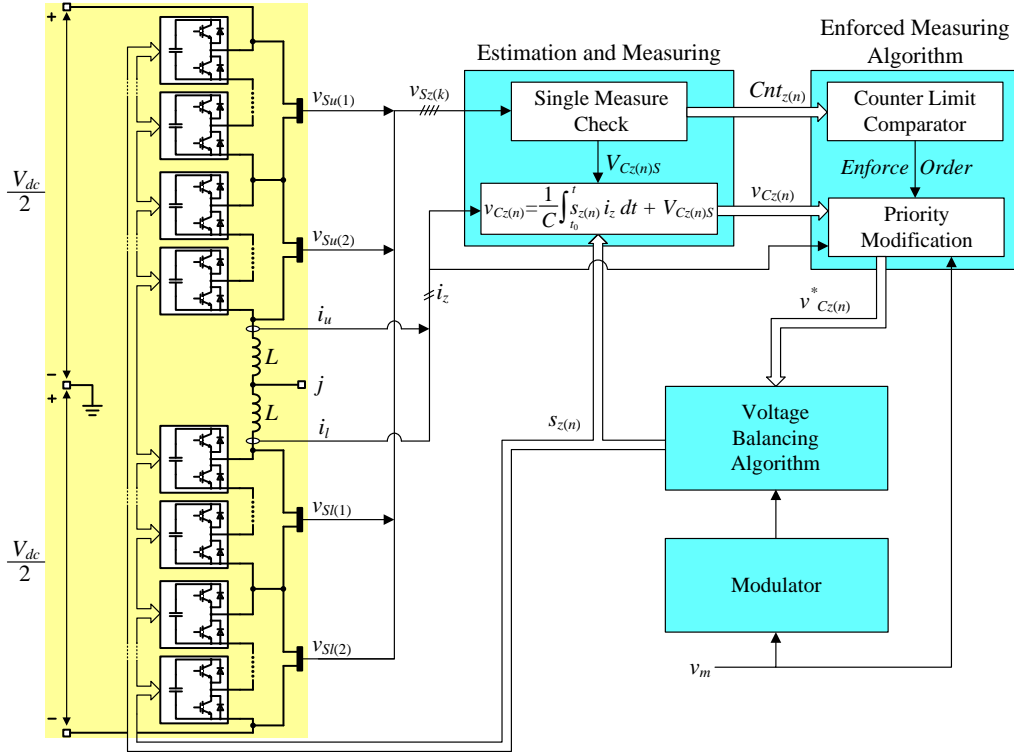 +
V_dc/2
−
+
V_dc/2
−
v_Su(1)
v_Su(2)
i_u
L
j
L
i_l
v_Sl(1)
v_Sl(2)
v_Sz(k)
i_z
Estimation and Measuring
Single Measure
Check
V_Cz(n)S
v_Cz(n)=1/C∫_t0^t s_z(n) i_z dt + V_Cz(n)S
s_z(n)
Cnt_z(n)
v_Cz(n)
Enforced Measuring
Algorithm
Counter Limit
Comparator
Enforce Order
Priority
Modification
v*_Cz(n)
Voltage
Balancing
Algorithm
Modulator
v_m